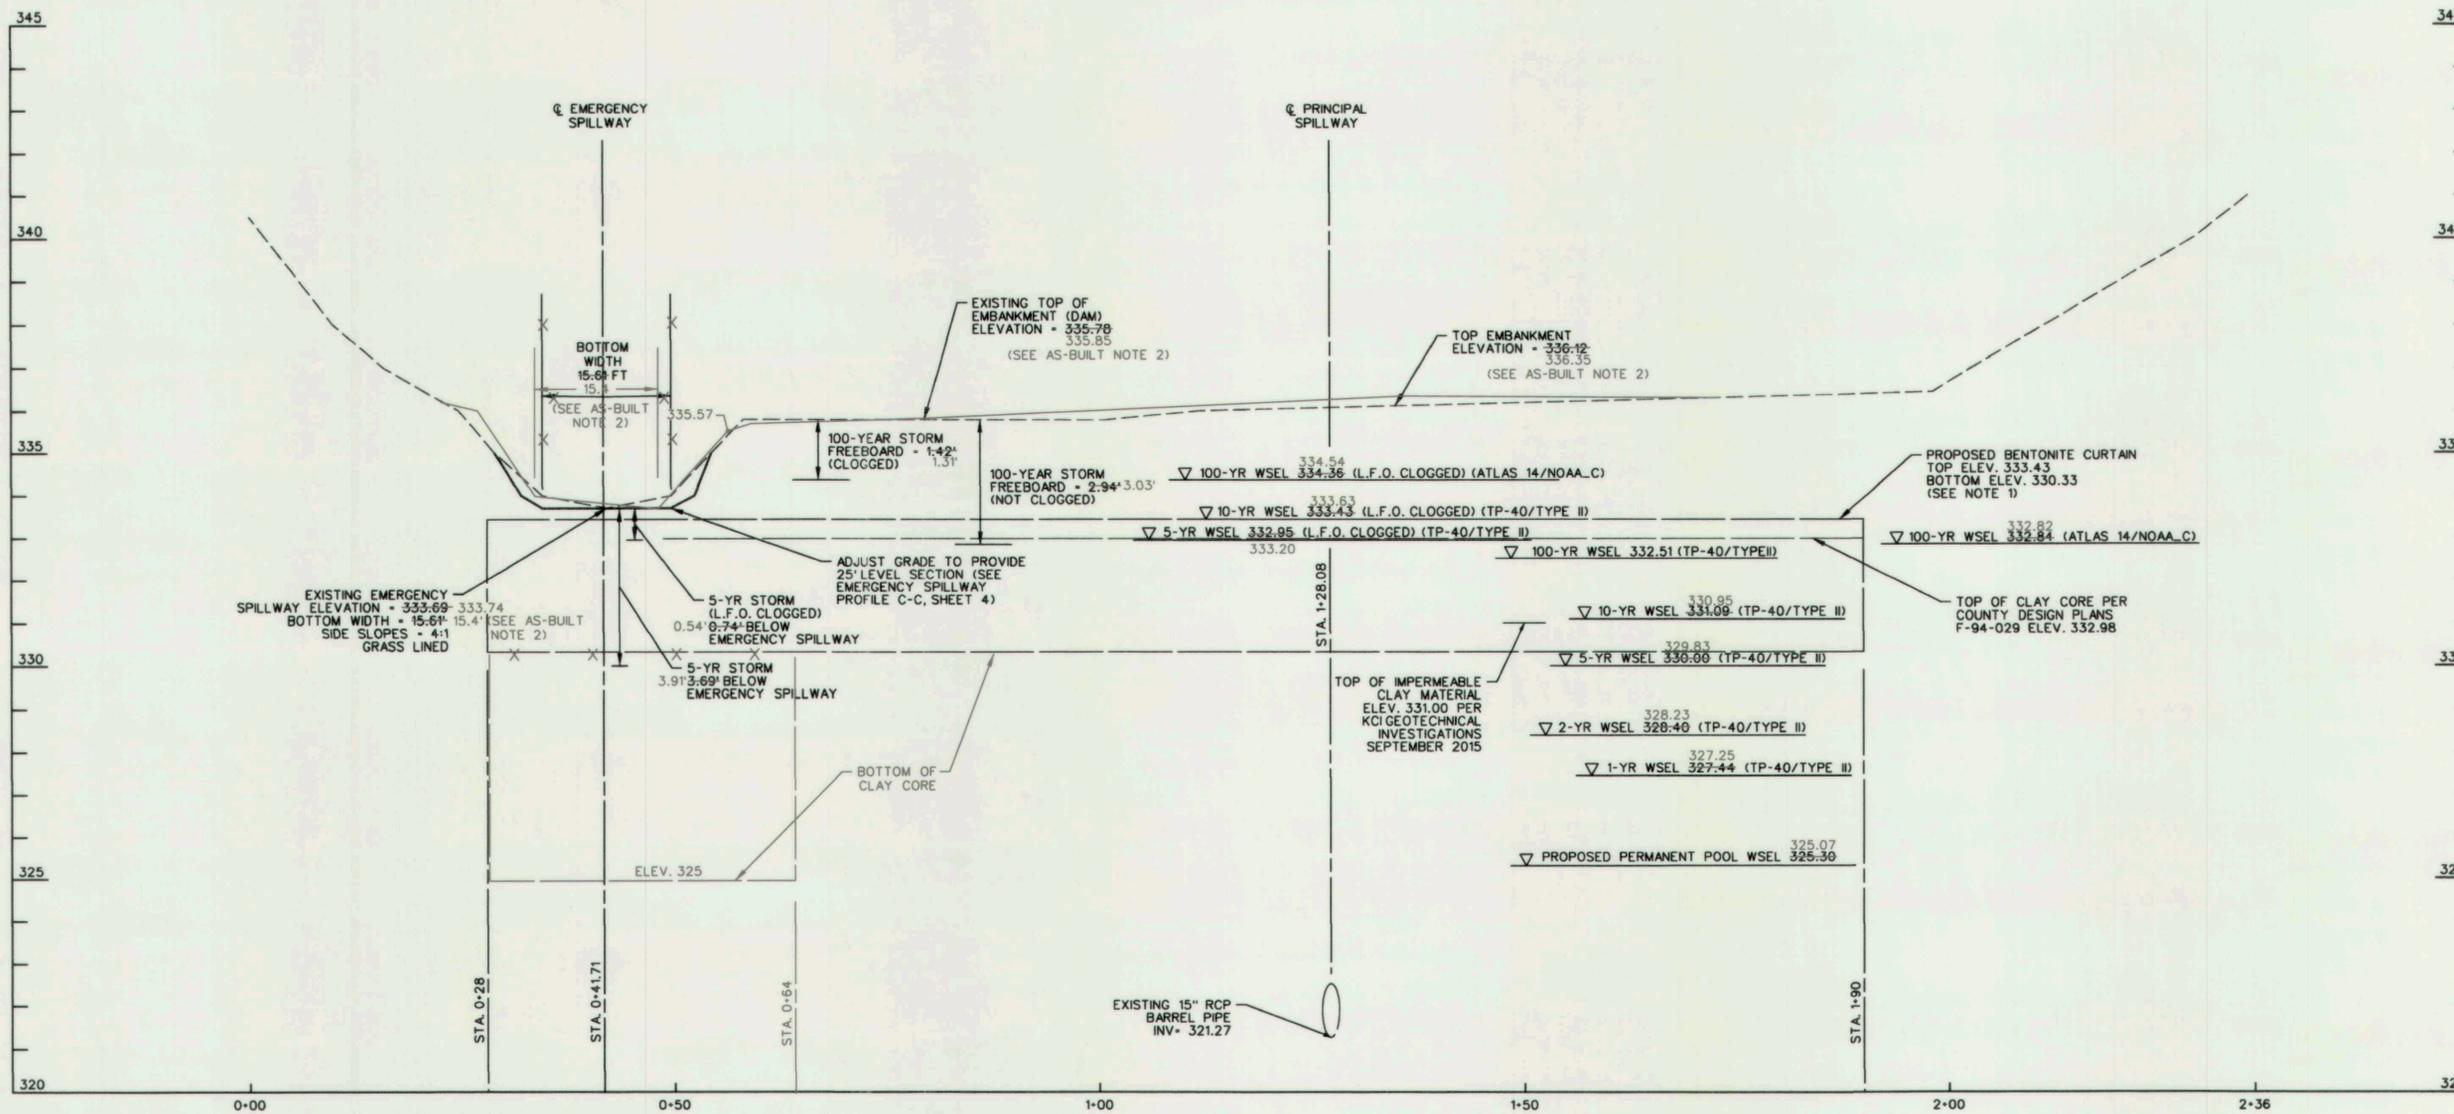 345
34
℄ EMERGENCY
SPILLWAY
℄ PRINCIPAL
SPILLWAY
340
34
BOTTOM
WIDTH
15.61 FT
15.4
(SEE AS-BUILT
NOTE 2)
335.57
EXISTING TOP OF
EMBANKMENT (DAM)
ELEVATION = 335.78
335.85
(SEE AS-BUILT NOTE 2)
TOP EMBANKMENT
ELEVATION = 336.12
336.35
(SEE AS-BUILT NOTE 2)
335
33
100-YEAR STORM
FREEBOARD = 1.42'
(CLOGGED) 1.31'
100-YEAR STORM
FREEBOARD = 2.94' 3.03'
(NOT CLOGGED)
334.54
100-YR WSEL 334.36 (L.F.O. CLOGGED) (ATLAS 14/NOAA_C)
333.63
10-YR WSEL 333.43 (L.F.O. CLOGGED) (TP-40/TYPE II)
5-YR WSEL 332.95 (L.F.O. CLOGGED) (TP-40/TYPE II)
333.20
100-YR WSEL 332.51 (TP-40/TYPEII)
PROPOSED BENTONITE CURTAIN
TOP ELEV. 333.43
BOTTOM ELEV. 330.33
(SEE NOTE 1)
332.82
100-YR WSEL 332.84 (ATLAS 14/NOAA_C)
TOP OF CLAY CORE PER
COUNTY DESIGN PLANS
F-94-029 ELEV. 332.98
EXISTING EMERGENCY
SPILLWAY ELEVATION = 333.69 333.74
BOTTOM WIDTH = 15.61' 15.4' (SEE AS-BUILT
SIDE SLOPES = 4:1 NOTE 2)
GRASS LINED
ADJUST GRADE TO PROVIDE
25' LEVEL SECTION (SEE
EMERGENCY SPILLWAY
PROFILE C-C, SHEET 4)
5-YR STORM
(L.F.O. CLOGGED)
0.54' 0.74' BELOW
EMERGENCY SPILLWAY
5-YR STORM
3.91' 3.69' BELOW
EMERGENCY SPILLWAY
STA. 1+28.08
330.95
10-YR WSEL 331.09 (TP-40/TYPE II)
329.83
5-YR WSEL 330.00 (TP-40/TYPE II)
330
33
TOP OF IMPERMEABLE
CLAY MATERIAL
ELEV. 331.00 PER
KCI GEOTECHNICAL
INVESTIGATIONS
SEPTEMBER 2015
328.23
2-YR WSEL 328.40 (TP-40/TYPE II)
327.25
1-YR WSEL 327.44 (TP-40/TYPE II)
BOTTOM OF
CLAY CORE
325.07
PROPOSED PERMANENT POOL WSEL 325.30
ELEV. 325
325
32
STA. 0+28
STA. 0+41.71
STA. 0+64
EXISTING 15" RCP
BARREL PIPE
INV= 321.27
STA. 1+90
320
32
0+00
0+50
1+00
1+50
2+00
2+36